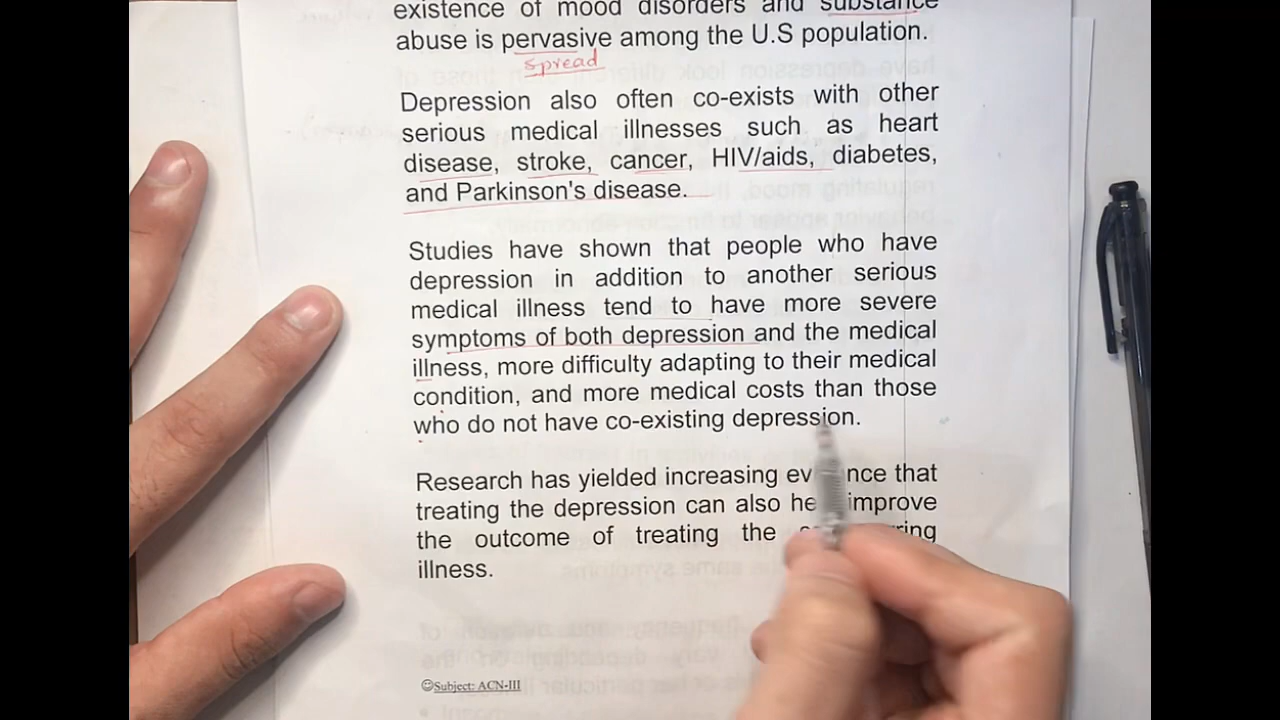 existence of mood disorders and substance
abuse is pervasive among the U.S population.
spread
Depression also often co-exists with other
serious medical illnesses such as heart
disease, stroke, cancer, HIV/aids, diabetes,
and Parkinson's disease.
Studies have shown that people who have
depression in addition to another serious
medical illness tend to have more severe
symptoms of both depression and the medical
illness, more difficulty adapting to their medical
condition, and more medical costs than those
who do not have co-existing depression.
Research has yielded increasing that
treating the depression can also improve
the outcome of treating the
illness.
☺Subject: ACN-III